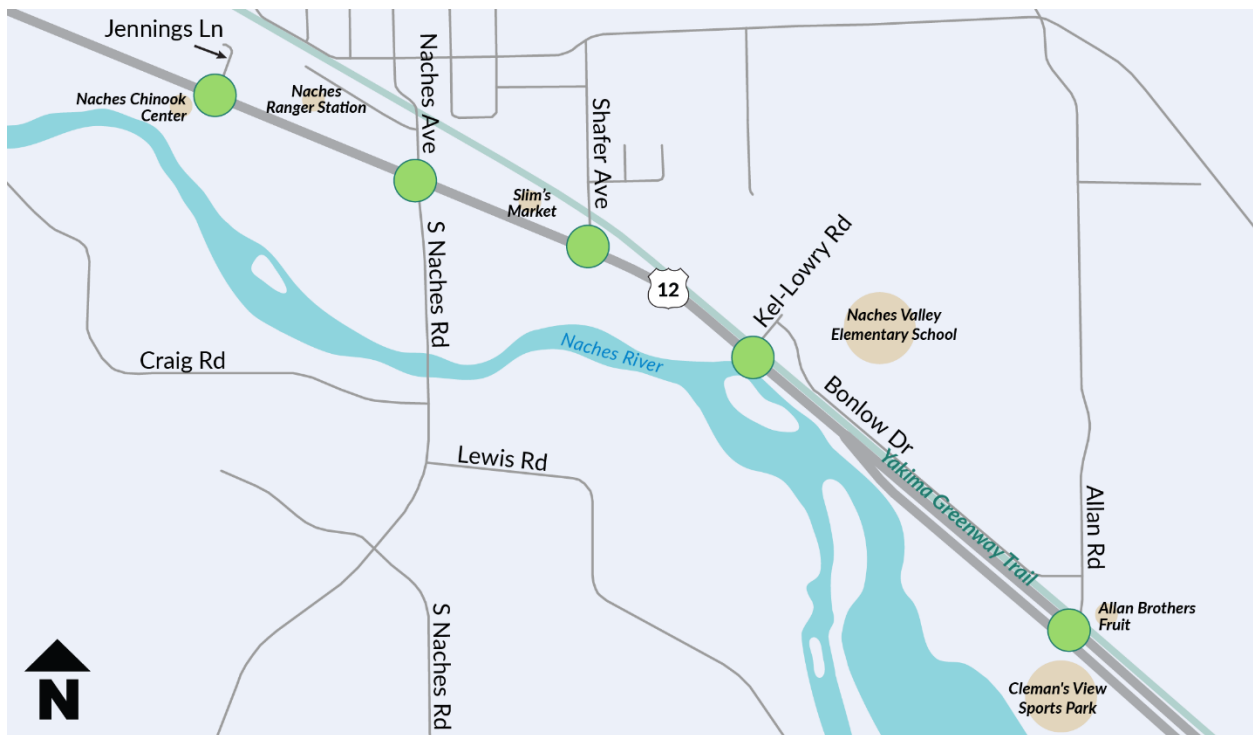 Jennings Ln
Naches Chinook
Center
Naches
Ranger Station
Naches Ave
Shafer Ave
Slim's
Market
S Naches Rd
12
Kel-Lowry Rd
Naches Valley
Elementary School
Naches River
Craig Rd
Bonlow Dr
Lewis Rd
Yakima Greenway Trail
Allan Rd
S Naches Rd
Allan Brothers
Fruit
Cleman's View
Sports Park
N